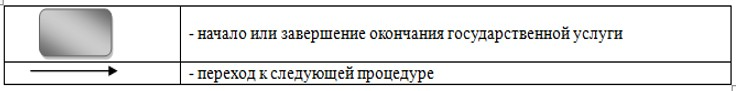 - начало или завершение окончания государственной услуги
- переход к следующей процедуре